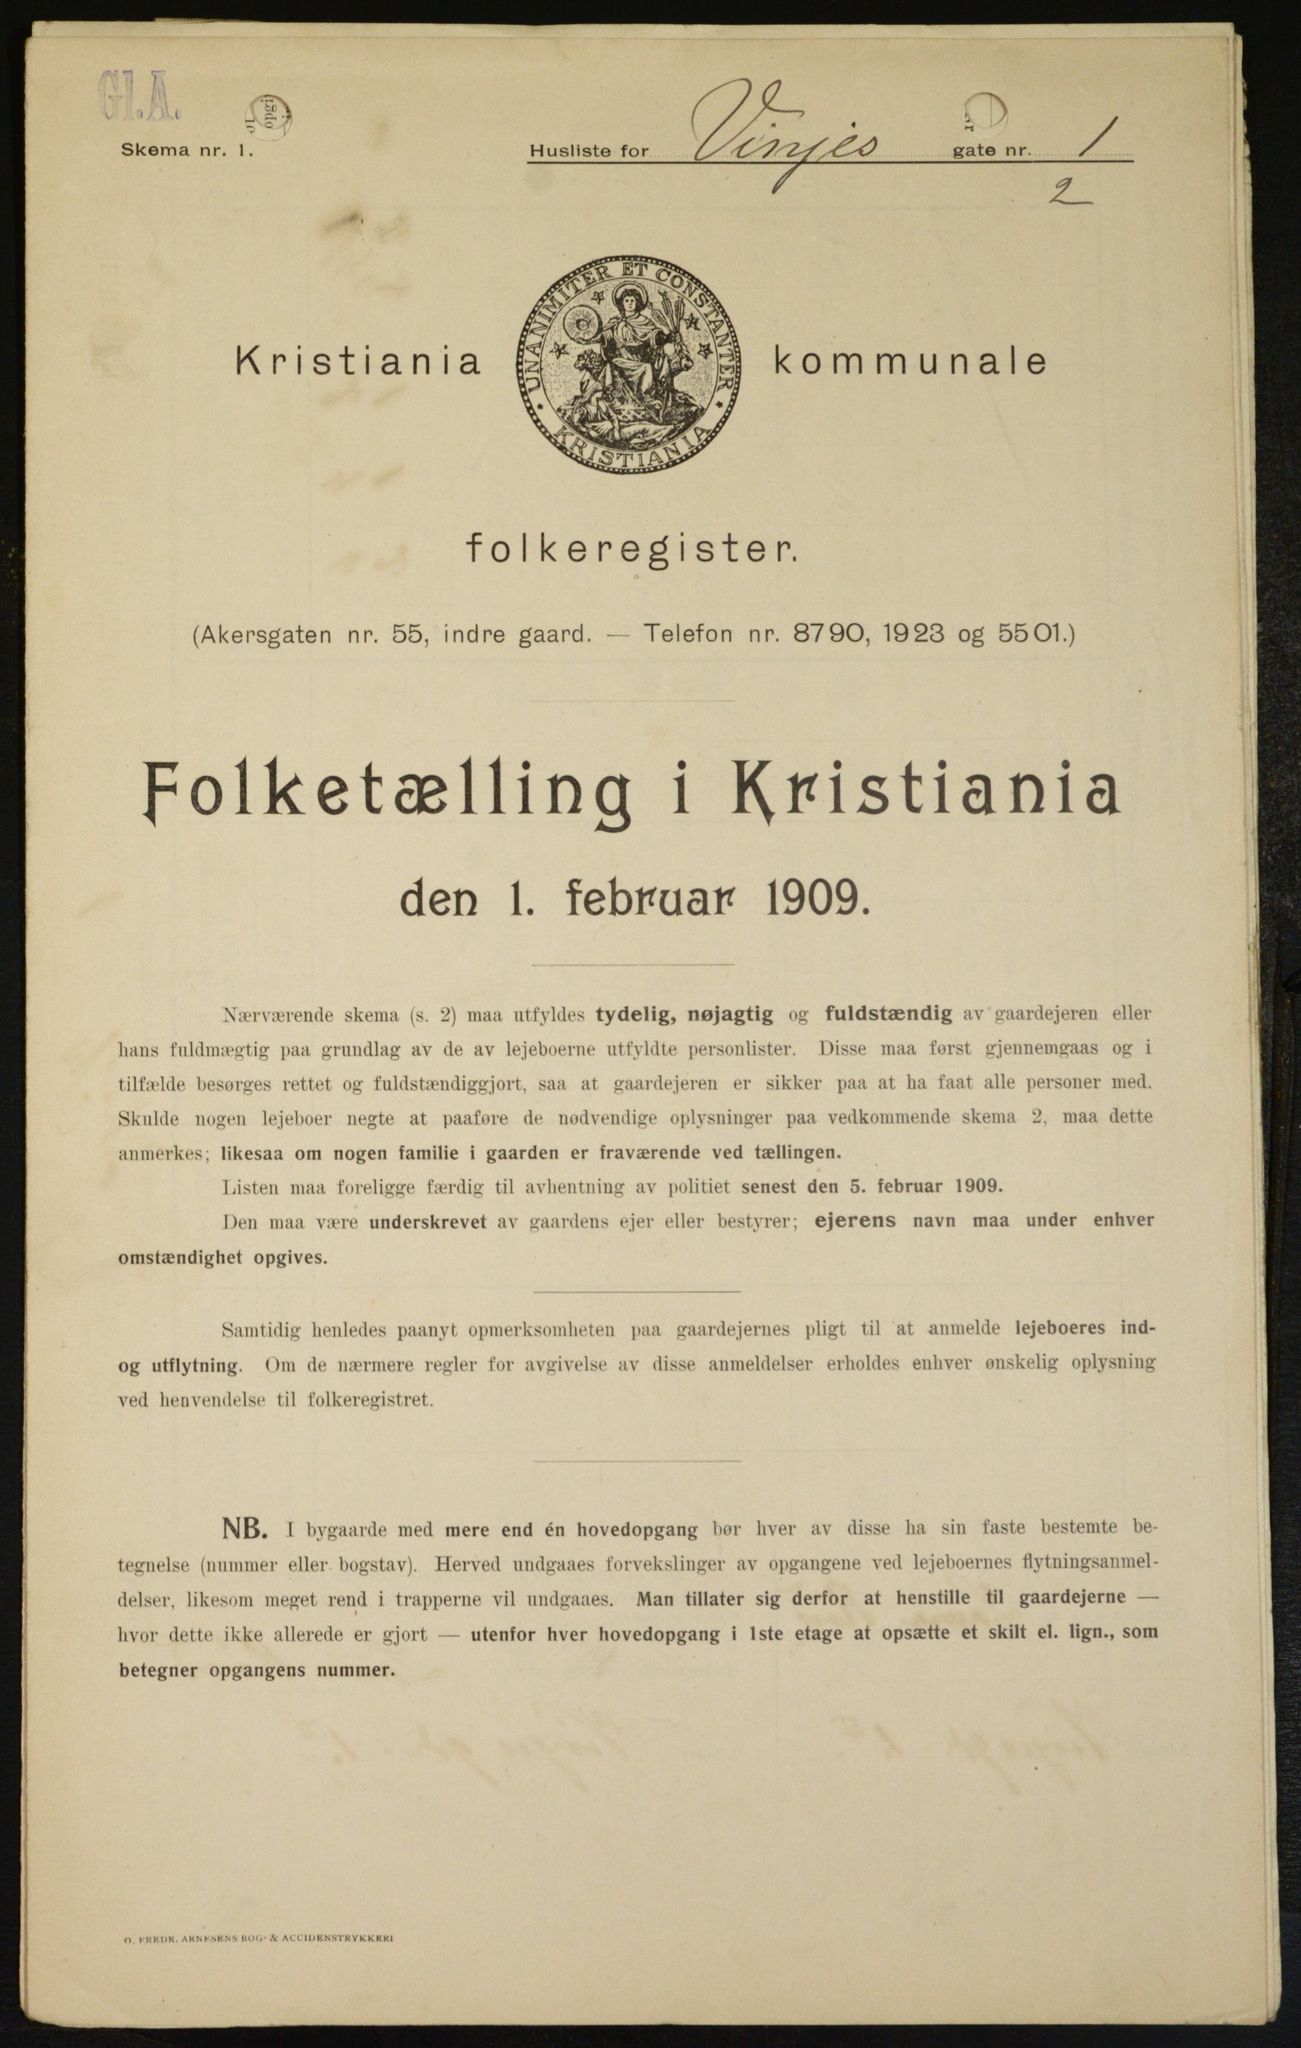 GI. A.
Skema nr. 1.
Husliste for Vinjes gate nr. 1
2
UNANIMITER ET CONSTANTER
KRISTIANIA
Kristiania kommunale
folkeregister.
(Akersgaten nr. 55, indre gaard. — Telefon nr. 8790, 1923 og 5501.)
Folketælling i Kristiania
den 1. februar 1909.
Nærværende skema (s. 2) maa utfyldes tydelig, nøjagtig og fuldstændig av gaardejeren eller
hans fuldmægtig paa grundlag av de av lejeboerne utfyldte personlister. Disse maa først gjennemgaas og i
tilfælde besørges rettet og fuldstændiggjort, saa at gaardejeren er sikker paa at ha faat alle personer med.
Skulde nogen lejeboer negte at paaføre de nødvendige oplysninger paa vedkommende skema 2, maa dette
anmerkes; likesaa om nogen familie i gaarden er fraværende ved tællingen.
Listen maa foreligge færdig til avhentning av politiet senest den 5. februar 1909.
Den maa være underskrevet av gaardens ejer eller bestyrer; ejerens navn maa under enhver
omstændighet opgives.
Samtidig henledes paanyt opmerksomheten paa gaardejernes pligt til at anmelde lejeboeres ind-
og utflytning. Om de nærmere regler for avgivelse av disse anmeldelser erholdes enhver ønskelig oplysning
ved henvendelse til folkeregistret.
NB. I bygaarde med mere end én hovedopgang bør hver av disse ha sin faste bestemte be-
tegnelse (nummer eller bogstav). Herved undgaaes forvekslinger av opgangene ved lejeboernes flytningsanmel-
delser, likesom meget rend i trapperne vil undgaaes. Man tillater sig derfor at henstille til gaardejerne —
hvor dette ikke allerede er gjort — utenfor hver hovedopgang i 1ste etage at opsætte et skilt el. lign., som
betegner opgangens nummer.
O. FREDK. ARNESENS BOG- & ACCIDENSTRYKKERI